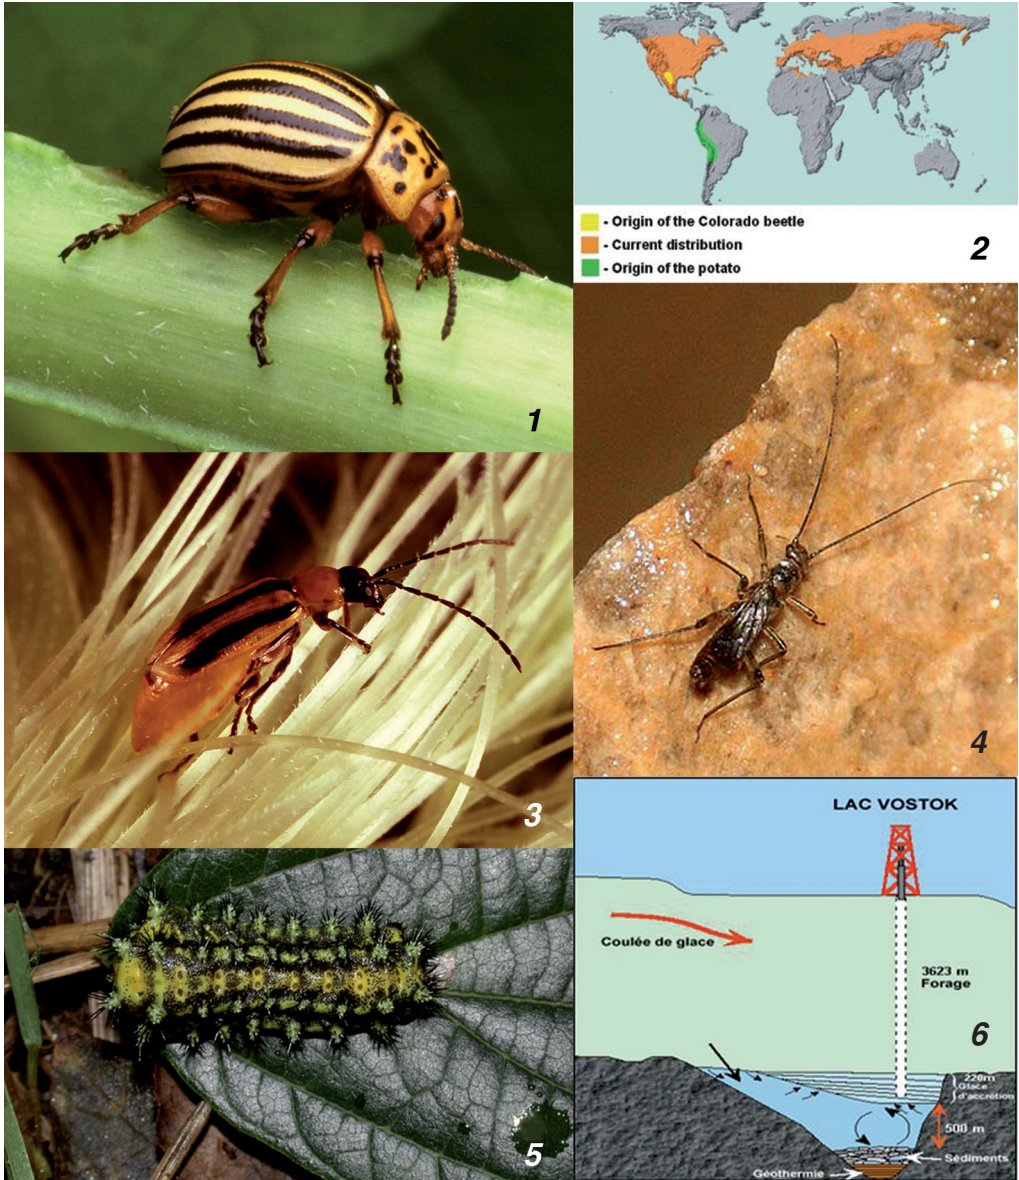 1
- Origin of the Colorado beetle
- Current distribution
- Origin of the potato
2
3
4
5
LAC VOSTOK
Coulée de glace
3623 m
Forage
6
220m
Glace
d'accrétion
500 m
Sédiments
Géothermie